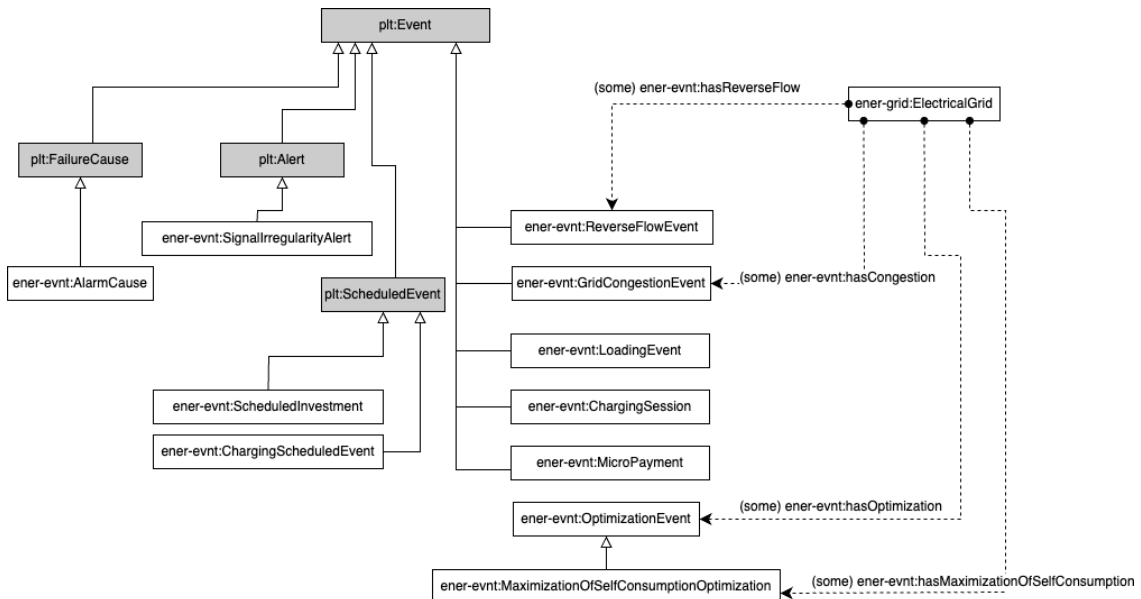 plt:Event
(some) ener-evnt:hasReverseFlow
ener-grid:ElectricalGrid
plt:FailureCause
plt:Alert
ener-evnt:SignalIrregularityAlert
ener-evnt:ReverseFlowEvent
ener-evnt:AlarmCause
plt:ScheduledEvent
ener-evnt:GridCongestionEvent
(some) ener-evnt:hasCongestion
ener-evnt:LoadingEvent
ener-evnt:ScheduledInvestment
ener-evnt:ChargingSession
ener-evnt:ChargingScheduledEvent
ener-evnt:MicroPayment
ener-evnt:OptimizationEvent
(some) ener-evnt:hasOptimization
ener-evnt:MaximizationOfSelfConsumptionOptimization
(some) ener-evnt:hasMaximizationOfSelfConsumption